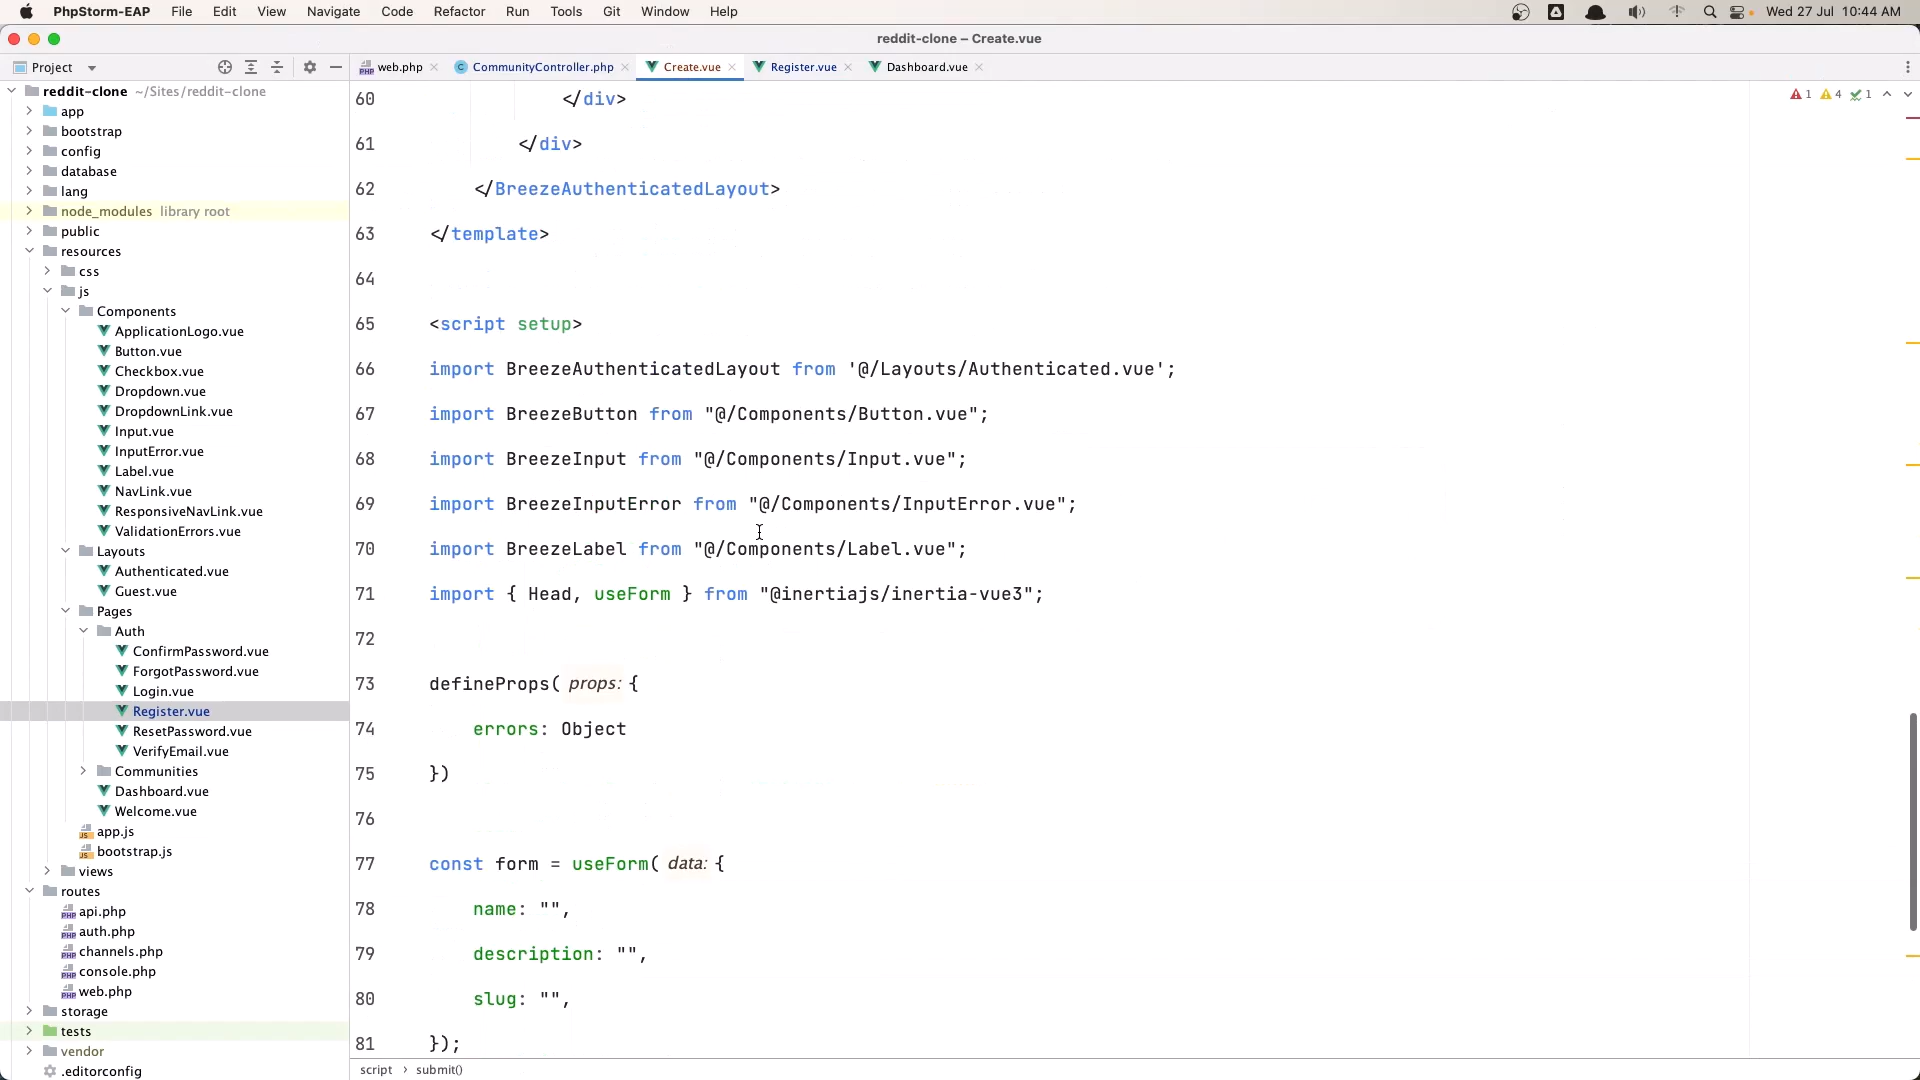 PhpStorm-EAP File Edit View Navigate Code Refactor Run Tools Git Window Help Wed 27 Jul 10:44 AM
reddit-clone – Create.vue
Project web.php CommunityController.php Create.vue Register.vue Dashboard.vue
1 4 1
reddit-clone ~/Sites/reddit-clone
app
bootstrap
config
database
lang
node_modules library root
public
resources
css
js
Components
ApplicationLogo.vue
Button.vue
Checkbox.vue
Dropdown.vue
DropdownLink.vue
Input.vue
InputError.vue
Label.vue
NavLink.vue
ResponsiveNavLink.vue
ValidationErrors.vue
Layouts
Authenticated.vue
Guest.vue
Pages
Auth
ConfirmPassword.vue
ForgotPassword.vue
Login.vue
Register.vue
ResetPassword.vue
VerifyEmail.vue
Communities
Dashboard.vue
Welcome.vue
app.js
bootstrap.js
views
routes
api.php
auth.php
channels.php
console.php
web.php
storage
tests
vendor
.editorconfig
60 </div>
61 </div>
62 </BreezeAuthenticatedLayout>
63 </template>
64
65 <script setup>
66 import BreezeAuthenticatedLayout from '@/Layouts/Authenticated.vue';
67 import BreezeButton from "@/Components/Button.vue";
68 import BreezeInput from "@/Components/Input.vue";
69 import BreezeInputError from "@/Components/InputError.vue";
70 import BreezeLabel from "@/Components/Label.vue";
71 import { Head, useForm } from "@inertiajs/inertia-vue3";
72
73 defineProps( props: {
74 errors: Object
75 })
76
77 const form = useForm( data: {
78 name: "",
79 description: "",
80 slug: "",
81 });
script › submit()